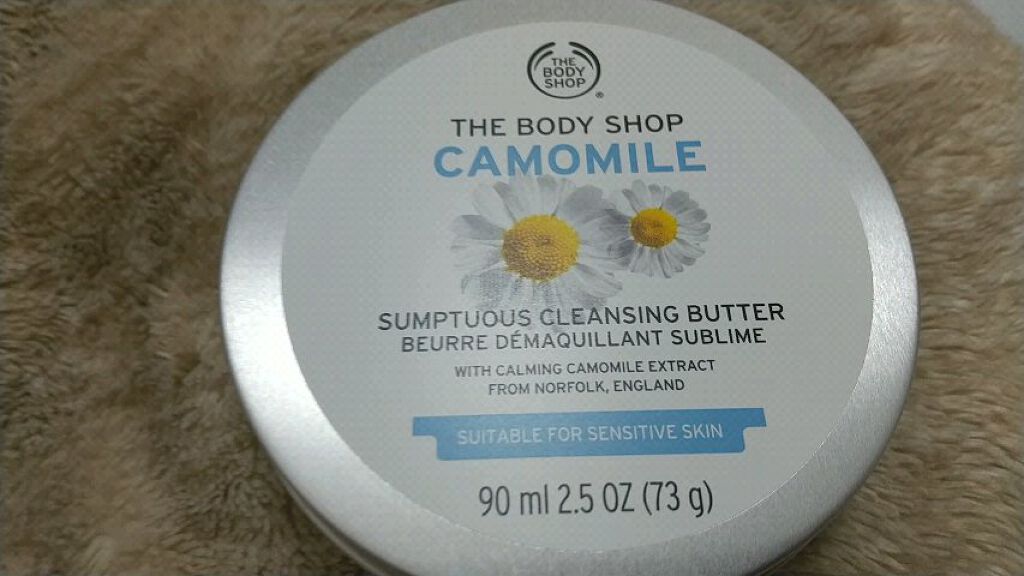 THE
BODY
SHOP
®
THE BODY SHOP
CAMOMILE
SUMPTUOUS CLEANSING BUTTER
BEURRE DÉMAQUILLANT SUBLIME
WITH CALMING CAMOMILE EXTRACT
FROM NORFOLK, ENGLAND
SUITABLE FOR SENSITIVE SKIN
90 ml 2.5 OZ (73 g)